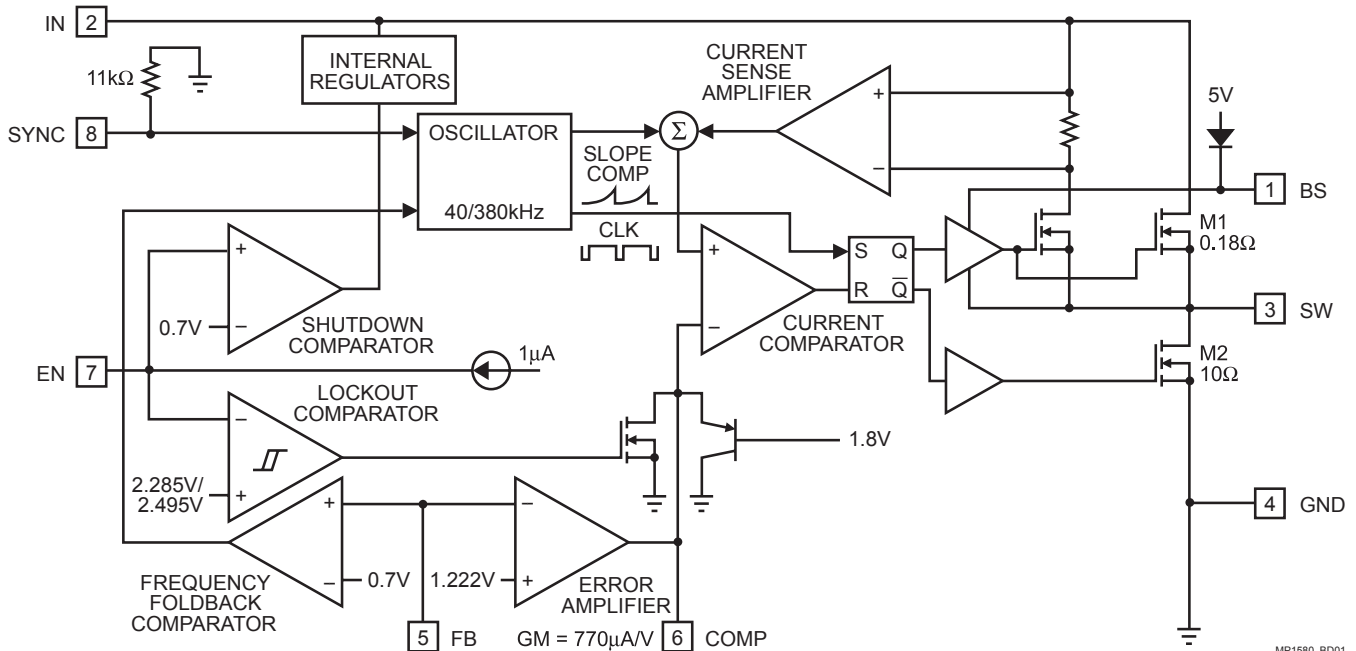 IN 2
INTERNAL
REGULATORS
11kΩ
SYNC 8
OSCILLATOR
40/380kHz
Σ
SLOPE
COMP
CLK
CURRENT
SENSE
AMPLIFIER
+
−
5V
1 BS
M1
0.18Ω
S Q
R Q̅
3 SW
M2
10Ω
+
−
CURRENT
COMPARATOR
+
−
0.7V
SHUTDOWN
COMPARATOR
EN 7
1µA
LOCKOUT
COMPARATOR
−
+
2.285V/
2.495V
1.8V
4 GND
+
−
0.7V
FREQUENCY
FOLDBACK
COMPARATOR
−
+
1.222V
ERROR
AMPLIFIER
5 FB
GM = 770µA/V
6 COMP
MP1580_BD01